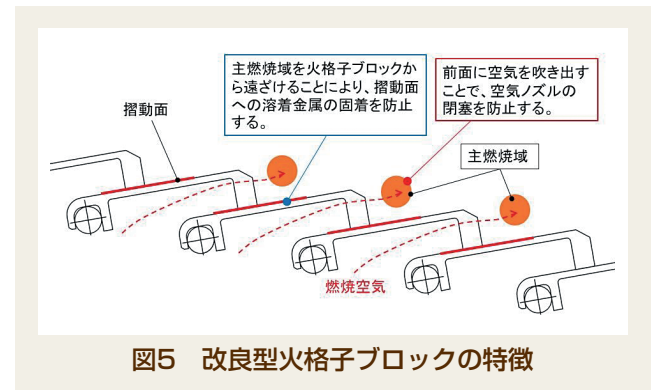 主燃焼域を火格子ブロックか
ら遠ざけることにより、摺動面
への溶着金属の固着を防止
する。
前面に空気を吹き出す
ことで、空気ノズルの
閉塞を防止する。
摺動面
主燃焼域
燃焼空気
図5 改良型火格子ブロックの特徴